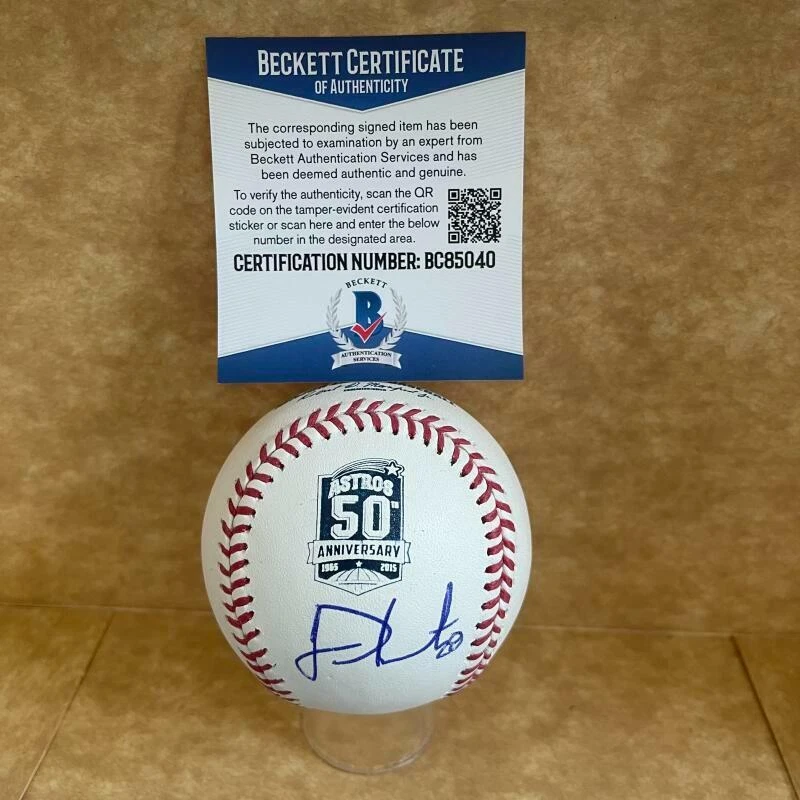 BECKETT CERTIFICATE
OF AUTHENTICITY
The corresponding signed item has been
subjected to examination by an expert from
Beckett Authentication Services and has
been deemed authentic and genuine.
To verify the authenticity, scan the QR
code on the tamper-evident certification
sticker or scan here and enter the below
number in the designated area.
CERTIFICATION NUMBER: BC85040
BECKETT
B
AUTHENTICATION
SERVICES
ASTROS
50TH
ANNIVERSARY
1965 2015